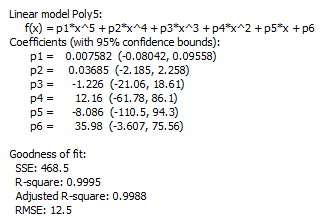 Linear model Poly5:
f(x) = p1*x^5 + p2*x^4 + p3*x^3 + p4*x^2 + p5*x + p6
Coefficients (with 95% confidence bounds):
p1 = 0.007582 (-0.08042, 0.09558)
p2 = 0.03685 (-2.185, 2.258)
p3 = -1.226 (-21.06, 18.61)
p4 = 12.16 (-61.78, 86.1)
p5 = -8.086 (-110.5, 94.3)
p6 = 35.98 (-3.607, 75.56)
Goodness of fit:
SSE: 468.5
R-square: 0.9995
Adjusted R-square: 0.9988
RMSE: 12.5